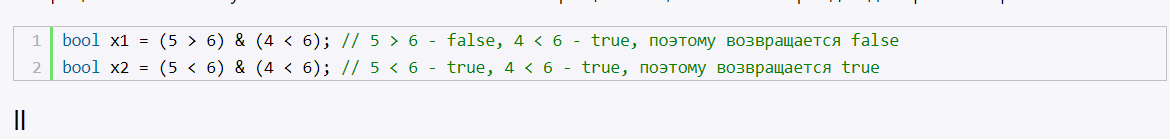 1 bool x1 = (5 > 6) & (4 < 6); // 5 > 6 - false, 4 < 6 - true, поэтому возвращается false
2 bool x2 = (5 < 6) & (4 < 6); // 5 < 6 - true, 4 < 6 - true, поэтому возвращается true
||